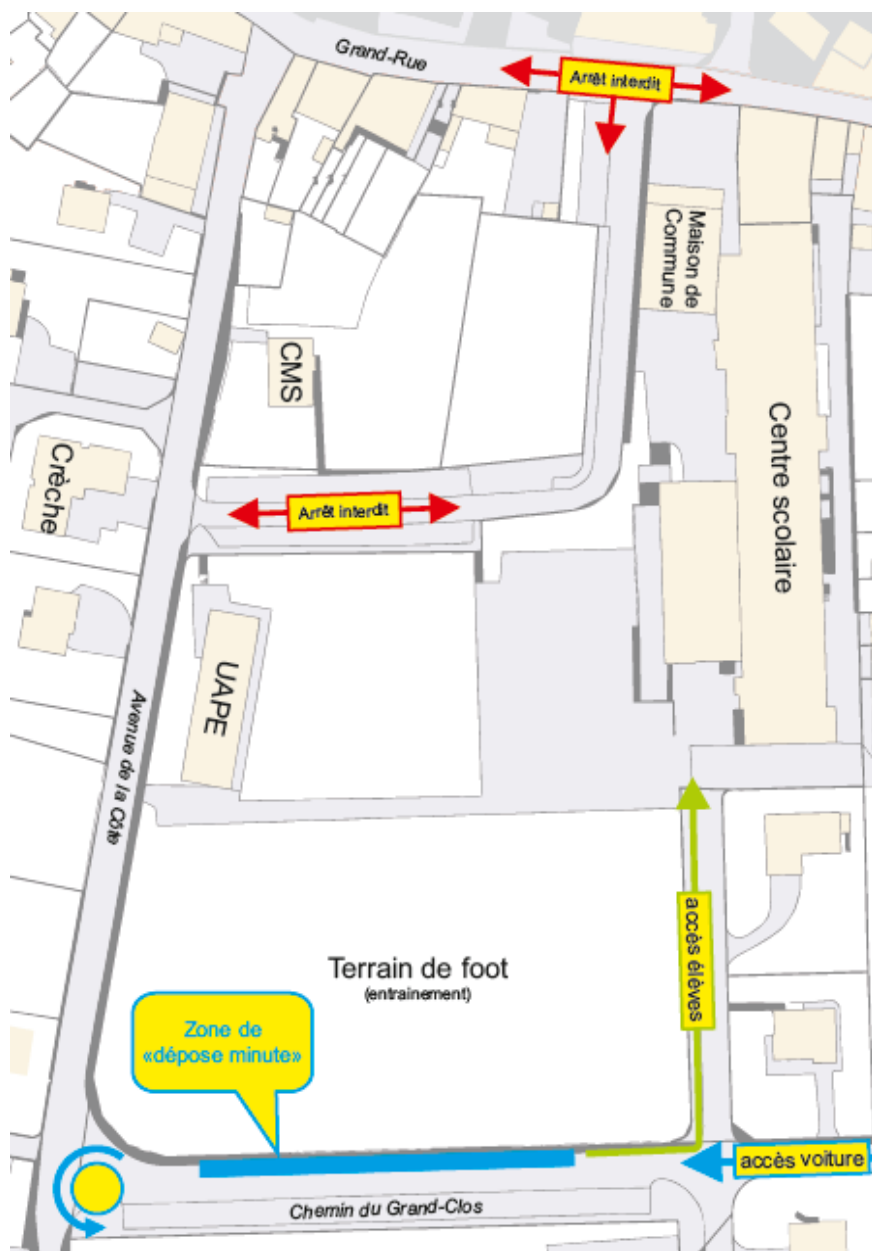 Grand-Rue
Arrêt interdit
Maison de
Commune
CMS
Centre scolaire
Crèche
Arrêt interdit
UAPE
Avenue de la Côte
accès élèves
Terrain de foot
(entrainement)
Zone de
«dépose minute»
accès voiture
Chemin du Grand-Clos